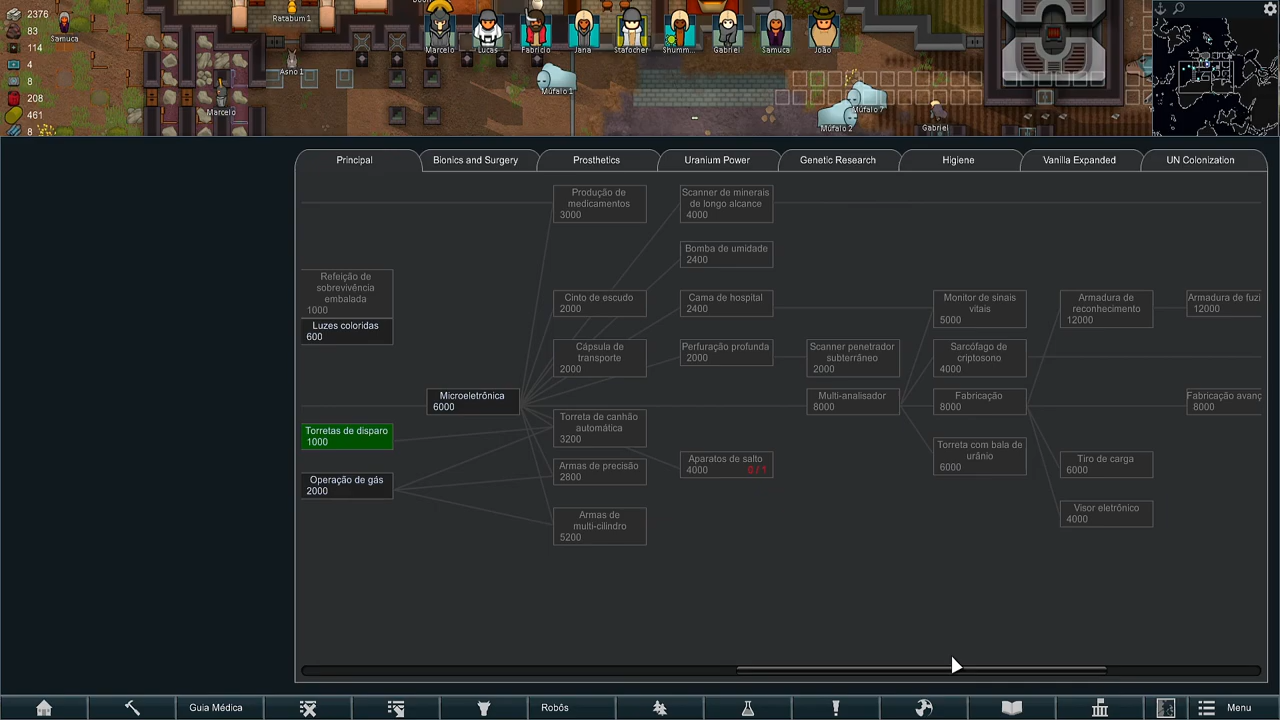 2376
83
114
4
8
208
461
8
Samuca
Ratabum 1
Asno 1
Marcelo
Marcelo
Lucas
Fabrício
Jana
Stafocher
Shumm...
Gabriel
Samuca
João
Múfalo 1
Múfalo 2
Múfalo 7
Gabriel
Principal
Bionics and Surgery
Prosthetics
Uranium Power
Genetic Research
Higiene
Vanilla Expanded
UN Colonization
Produção de
medicamentos
3000
Scanner de minerais
de longo alcance
4000
Bomba de umidade
2400
Refeição de
sobrevivência
embalada
1000
Luzes coloridas
600
Cinto de escudo
2000
Cama de hospital
2400
Monitor de sinais
vitais
5000
Armadura de
reconhecimento
12000
Armadura de fuzi
12000
Cápsula de
transporte
2000
Perfuração profunda
2000
Scanner penetrador
subterrâneo
2000
Sarcófago de
criptosono
4000
Microeletrônica
6000
Multi-analisador
8000
Fabricação
8000
Fabricação avanç
8000
Torretas de disparo
1000
Torreta de canhão
automática
3200
Torreta com bala de
urânio
6000
Operação de gás
2000
Armas de precisão
2800
Aparatos de salto
4000 0 / 1
Tiro de carga
6000
Armas de
multi-cilindro
5200
Visor eletrônico
4000
Guia Médica
Robôs
Menu